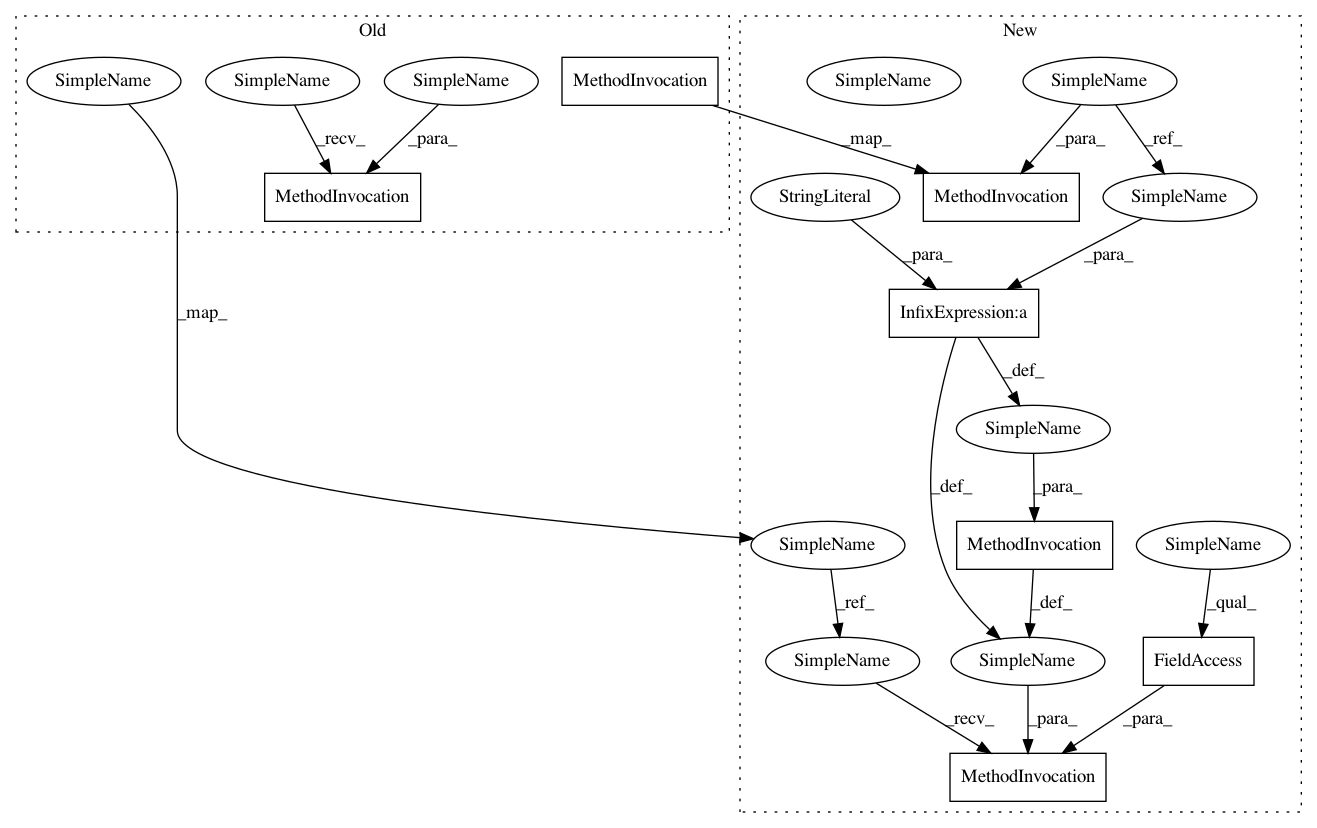 Old
New
SimpleName
SimpleName
SimpleName
MethodInvocation
SimpleName
SimpleName
_recv_
_para_
_map_
_para_
_ref_
MethodInvocation
StringLiteral
MethodInvocation
SimpleName
_para_
_para_
_map_
InfixExpression:a
_def_
SimpleName
_def_
_para_
SimpleName
MethodInvocation
SimpleName
_ref_
_def_
_qual_
SimpleName
SimpleName
FieldAccess
_recv_
_para_
_para_
MethodInvocation